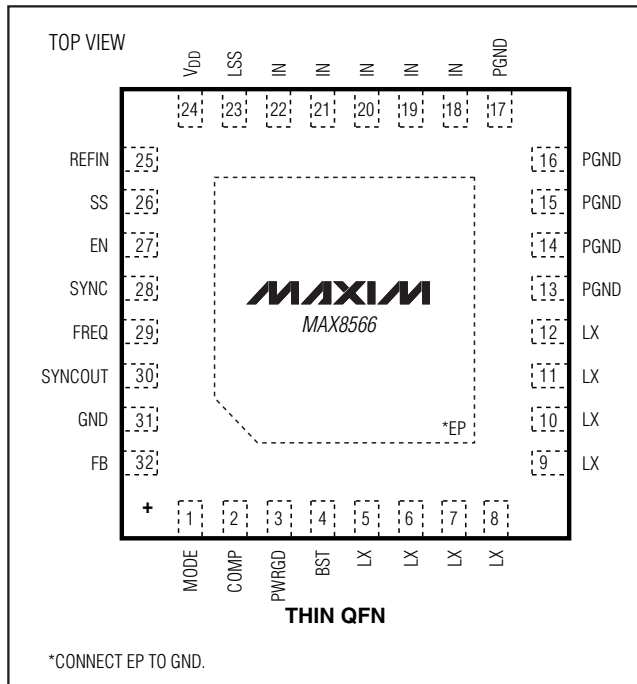 TOP VIEW
VDD
LSS
IN
IN
IN
IN
IN
PGND
24 23 22 21 20 19 18 17
REFIN 25
SS 26
EN 27
SYNC 28
FREQ 29
SYNCOUT 30
GND 31
FB 32
16 PGND
15 PGND
14 PGND
13 PGND
12 LX
11 LX
10 LX
9 LX
MAXIM
MAX8566
*EP
+
1 2 3 4 5 6 7 8
MODE
COMP
PWRGD
BST
LX
LX
LX
LX
THIN QFN
*CONNECT EP TO GND.